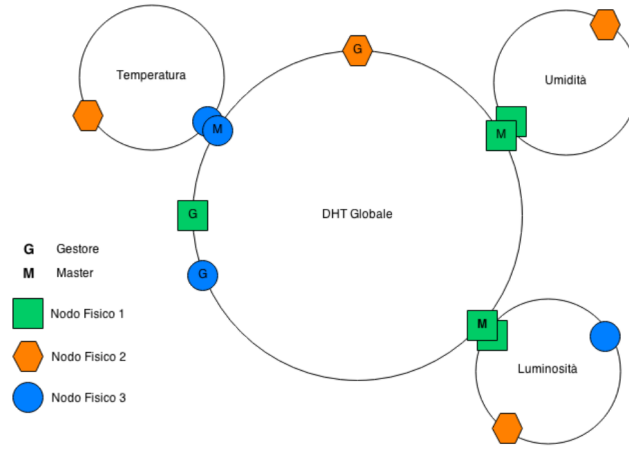 Temperatura
G
Umidità
M
M
G
DHT Globale
G
G Gestore
M Master
M
Nodo Fisico 1
Nodo Fisico 2
Luminosità
Nodo Fisico 3